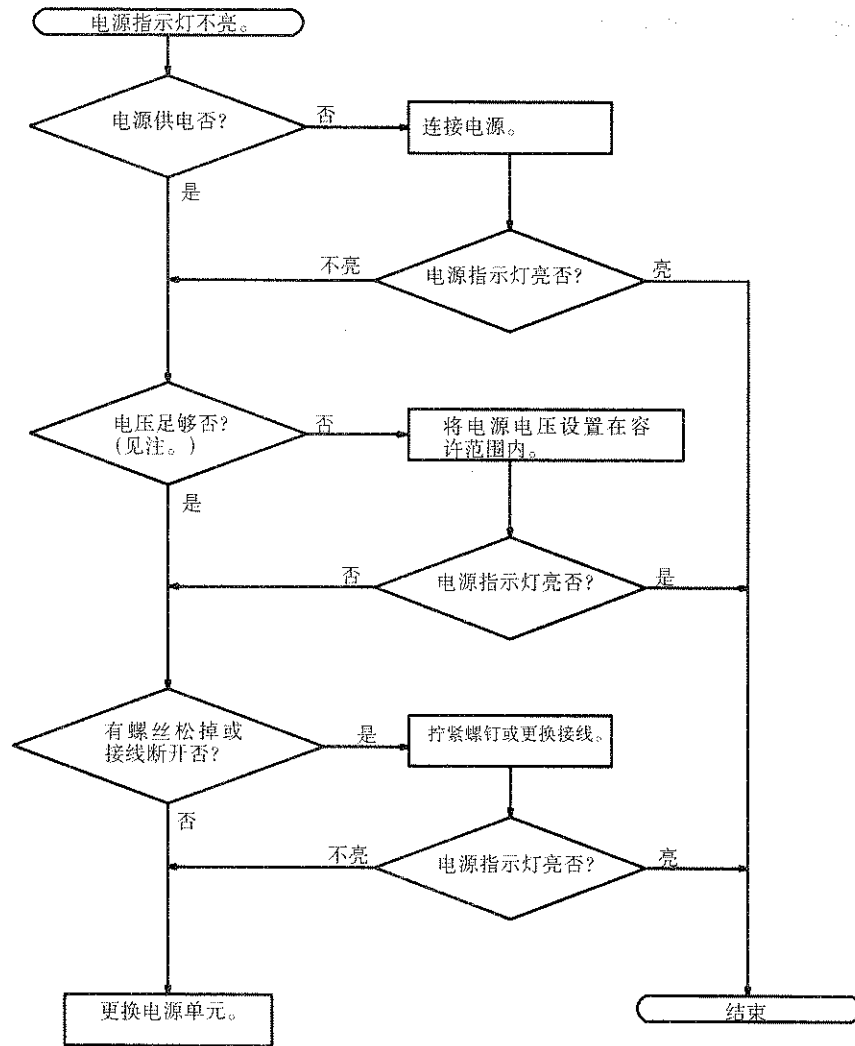 电源指示灯不亮。
电源供电否?
否
连接电源。
是
不亮
电源指示灯亮否?
亮
电压足够否?
(见注。)
否
将电源电压设置在容
许范围内。
是
否
电源指示灯亮否?
是
有螺丝松掉或
接线断开否?
是
拧紧螺钉或更换接线。
否
不亮
电源指示灯亮否?
亮
更换电源单元。
结束